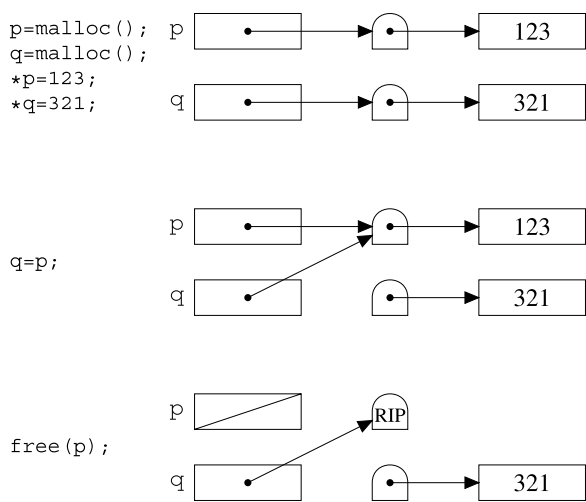 p=malloc(); p 123
q=malloc();
*p=123;
*q=321; q 321
p 123
q=p;
q 321
p RIP
free(p);
q 321